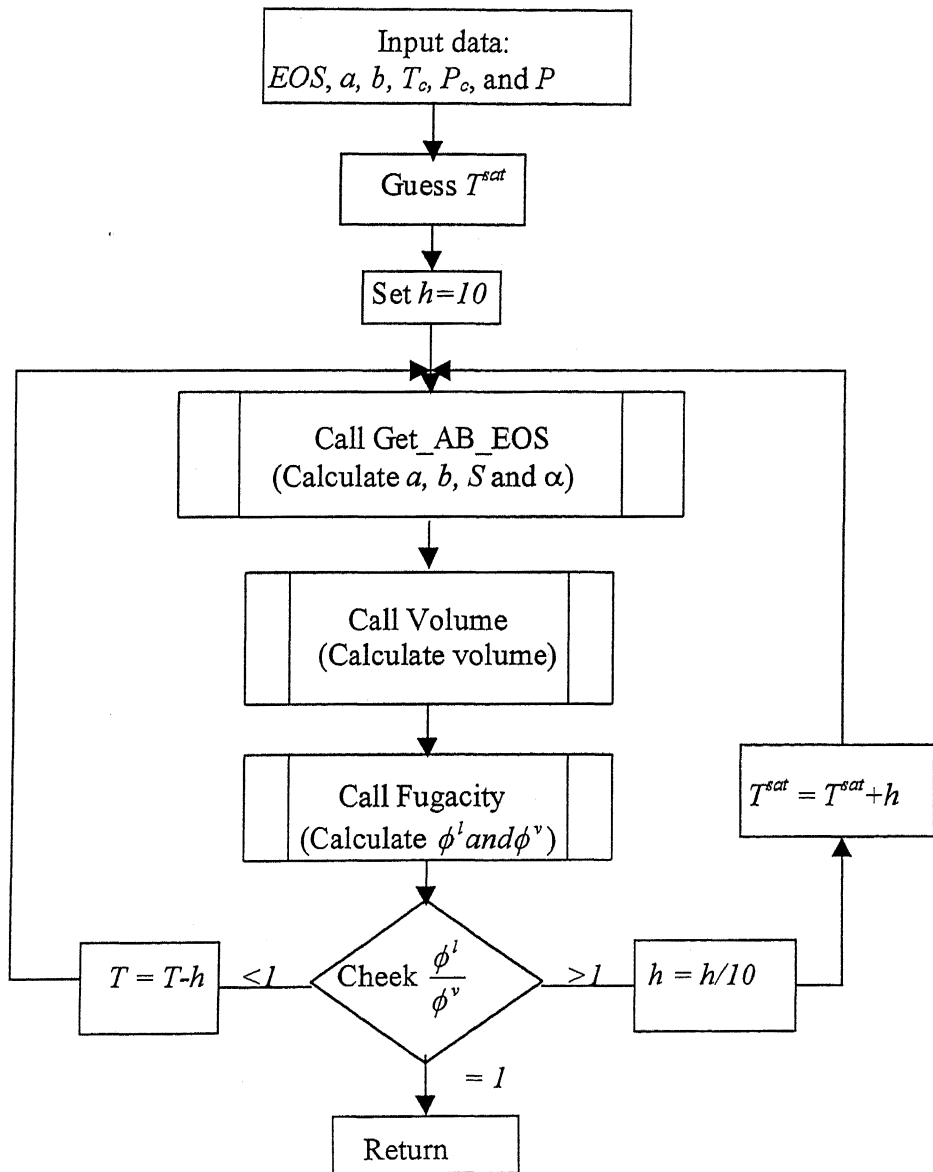 Input data:
EOS, a, b, T_c, P_c, and P
Guess T^sat
Set h=10
Call Get_AB_EOS
(Calculate a, b, S and α)
Call Volume
(Calculate volume)
Call Fugacity
(Calculate ϕ^l and ϕ^v)
T^sat = T^sat+h
T = T-h
<1
Cheek ϕ^l/ϕ^v
>1
h = h/10
= 1
Return